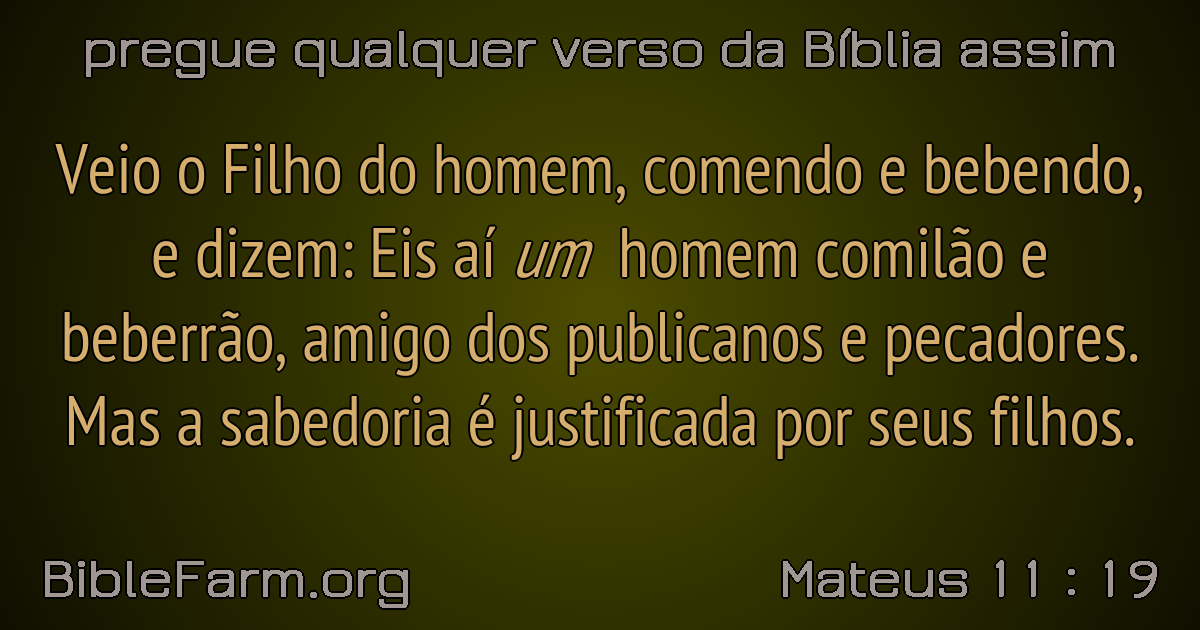 pregue qualquer verso da Bíblia assim
Veio o Filho do homem, comendo e bebendo,
e dizem: Eis aí um homem comilão e
beberrão, amigo dos publicanos e pecadores.
Mas a sabedoria é justificada por seus filhos.
BibleFarm.org
Mateus 11 : 19